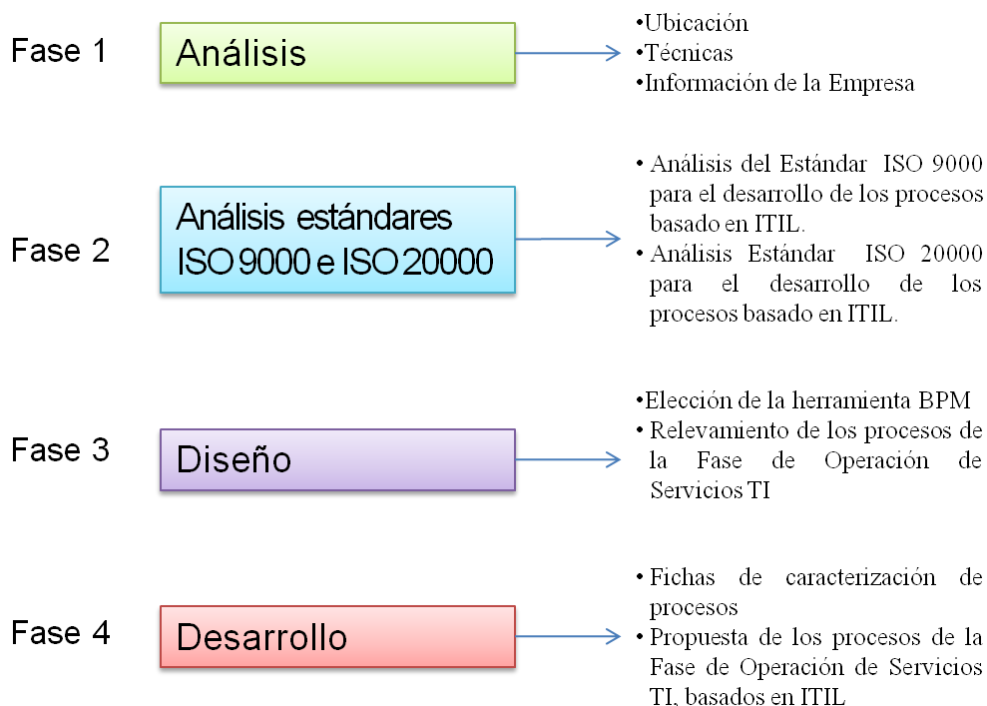 Fase 1
Análisis
•Ubicación
•Técnicas
•Información de la Empresa
Fase 2
Análisis estándares
ISO 9000 e ISO 20000
• Análisis del Estándar ISO 9000
para el desarrollo de los procesos
basado en ITIL.
• Análisis Estándar ISO 20000
para el desarrollo de los
procesos basado en ITIL.
Fase 3
Diseño
•Elección de la herramienta BPM
• Relevamiento de los procesos de
la Fase de Operación de
Servicios TI
Fase 4
Desarrollo
• Fichas de caracterización de
procesos
• Propuesta de los procesos de la
Fase de Operación de Servicios
TI, basados en ITIL